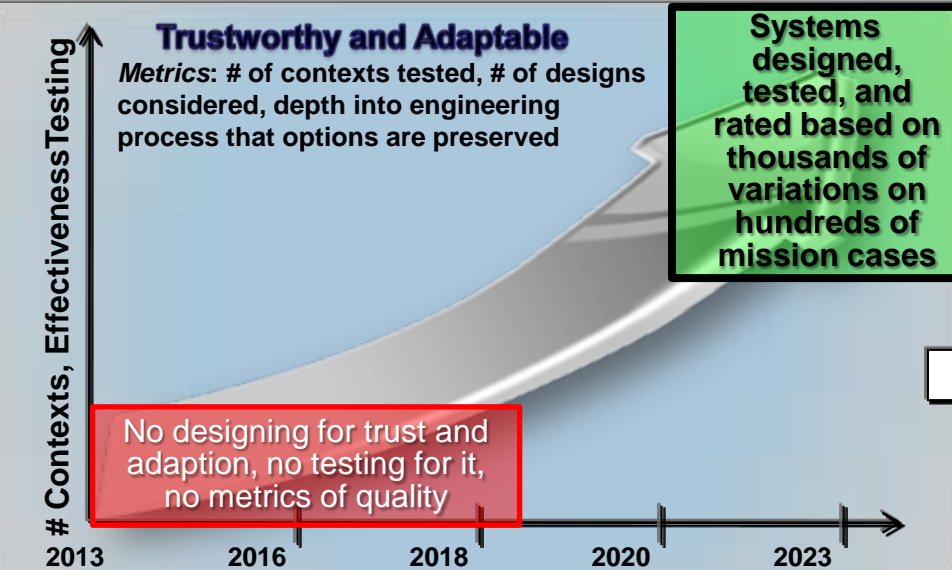 Trustworthy and Adaptable
Metrics: # of contexts tested, # of designs
considered, depth into engineering
process that options are preserved
Systems
designed,
tested, and
rated based on
thousands of
variations on
hundreds of
mission cases
# Contexts, EffectivenessTesting
No designing for trust and
adaption, no testing for it,
no metrics of quality
2013 2016 2018 2020 2023